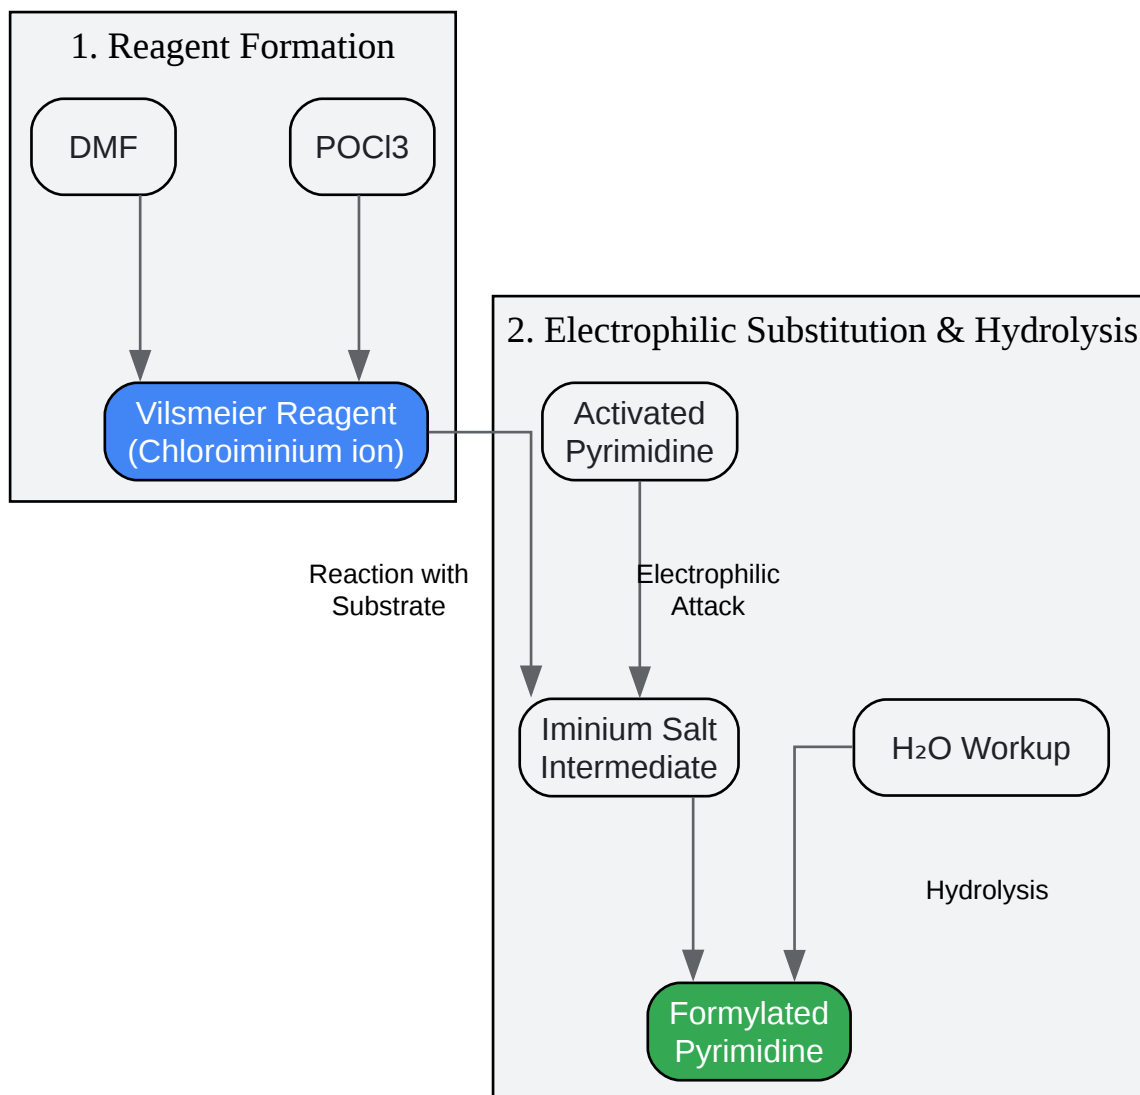 1. Reagent Formation
DMF
POCl3
Vilsmeier Reagent
(Chloroiminium ion)
2. Electrophilic Substitution & Hydrolysis
Activated
Pyrimidine
Reaction with
Substrate
Electrophilic
Attack
Iminium Salt
Intermediate
H₂O Workup
Hydrolysis
Formylated
Pyrimidine